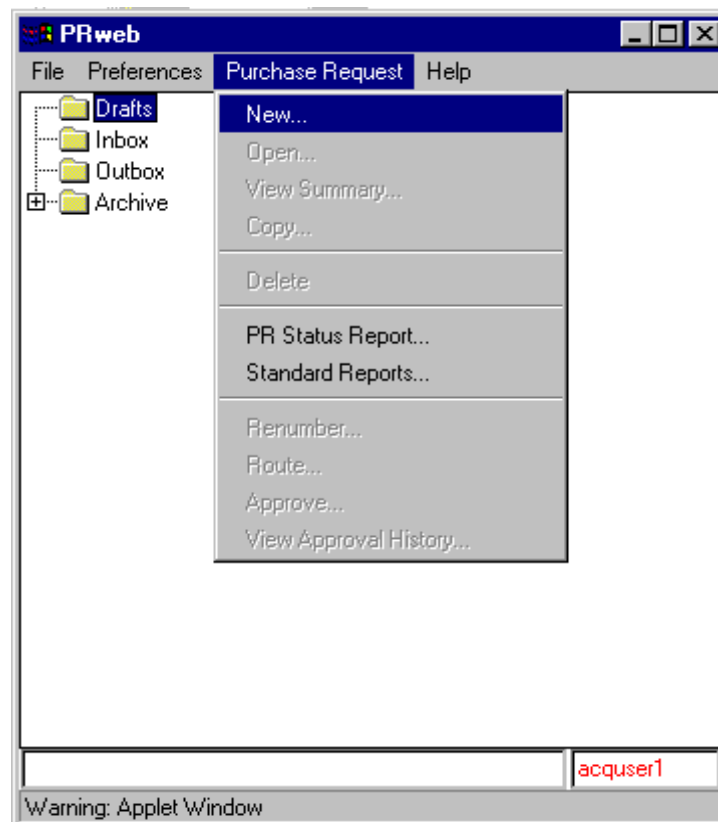 PRweb
File Preferences Purchase Request Help
Drafts
Inbox
Outbox
Archive
New...
Open...
View Summary...
Copy...
Delete
PR Status Report...
Standard Reports...
Renumber...
Route...
Approve...
View Approval History...
acquser1
Warning: Applet Window